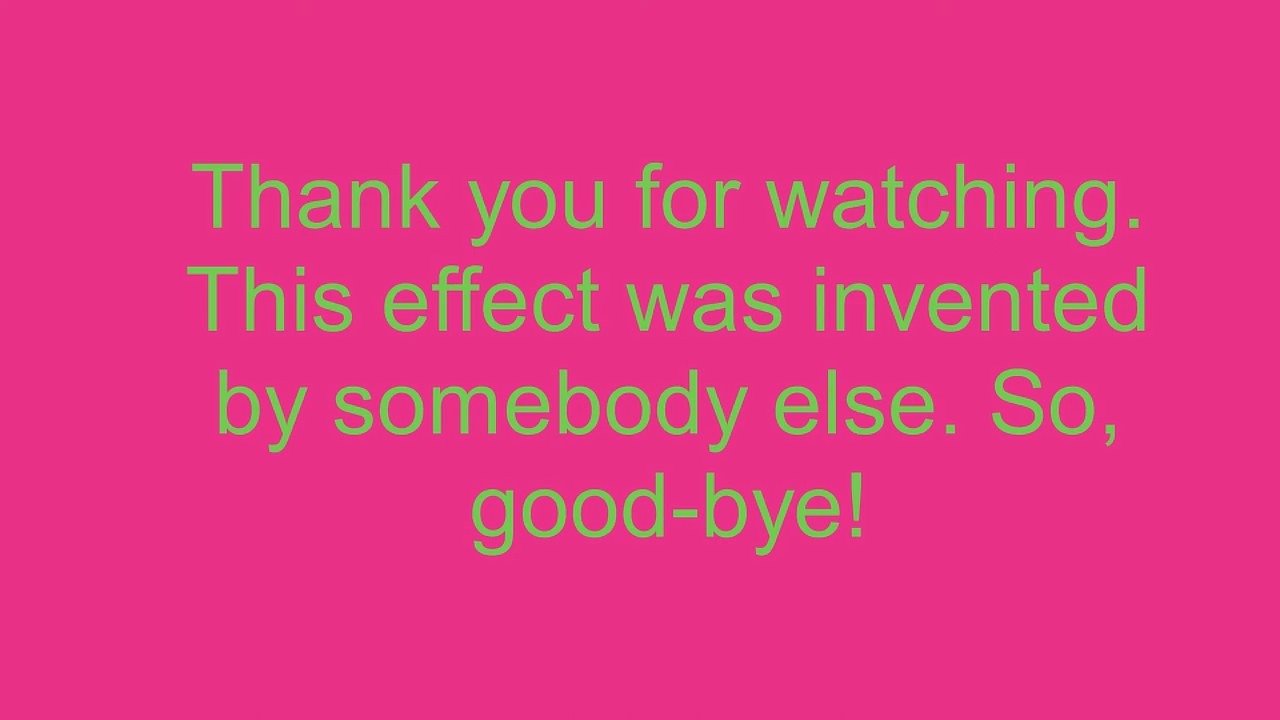 Thank you for watching.
This effect was invented
by somebody else. So,
good-bye!